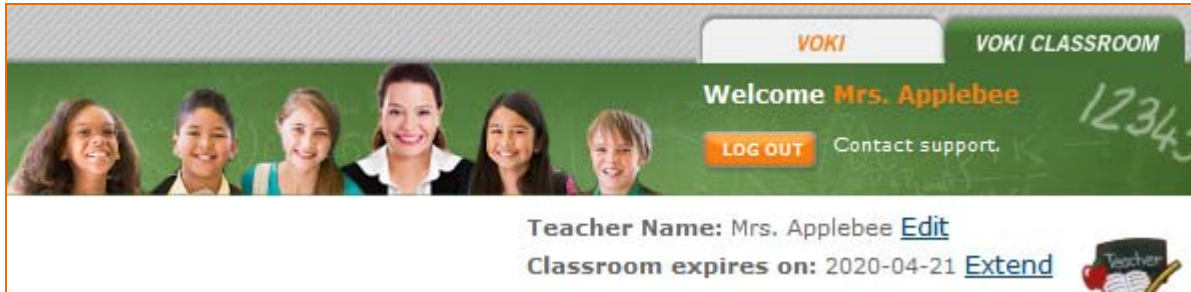 VOKI
VOKI CLASSROOM
Welcome Mrs. Applebee
LOG OUT Contact support.
Teacher Name: Mrs. Applebee Edit
Classroom expires on: 2020-04-21 Extend
Teacher